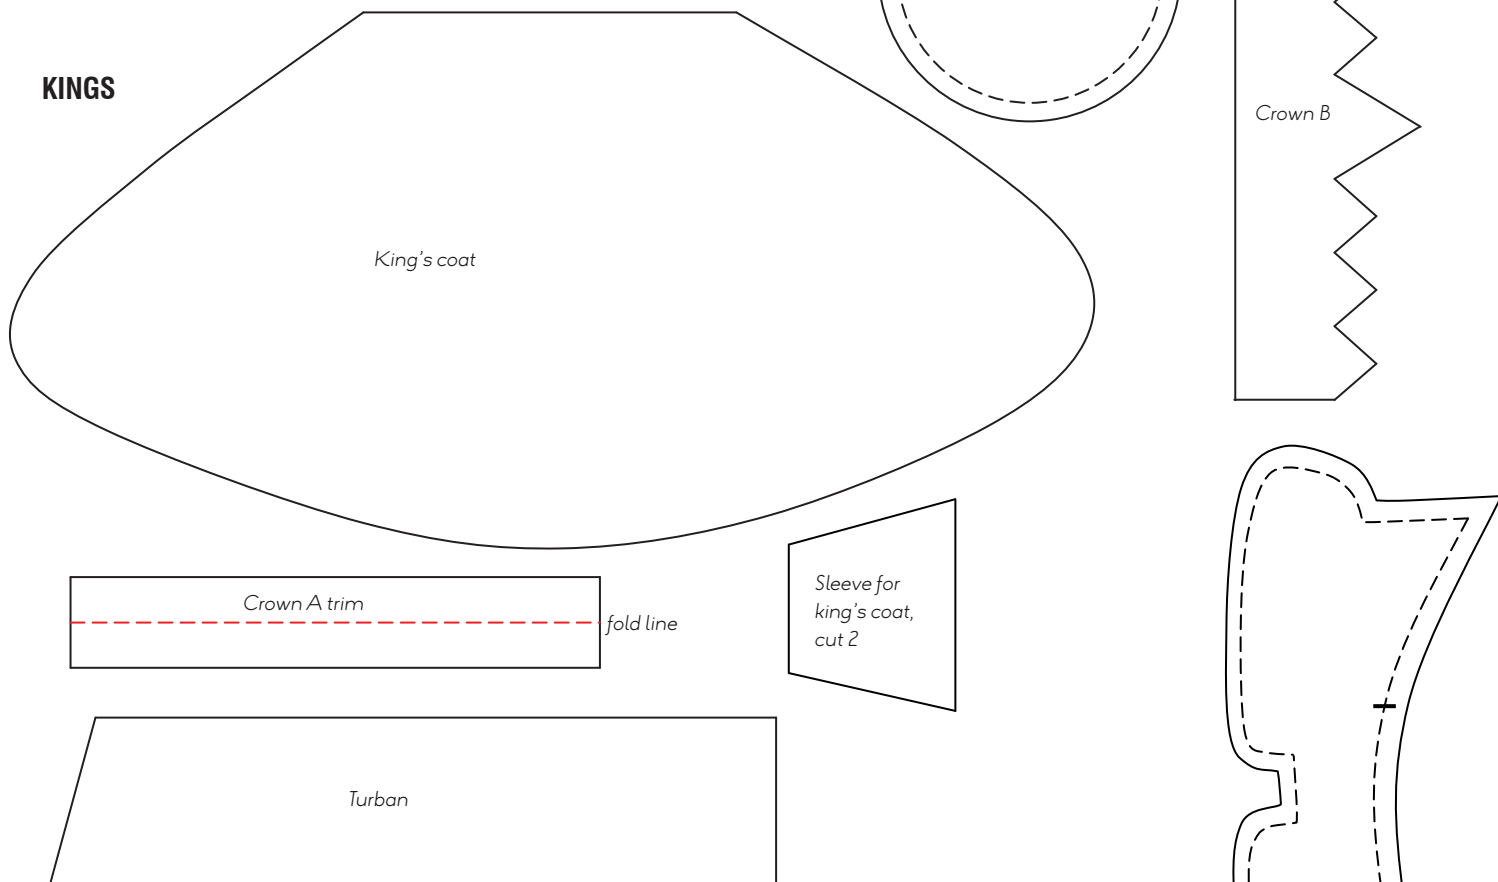 KINGS
Crown B
King's coat
Sleeve for
king's coat,
cut 2
Crown A trim
fold line
Turban